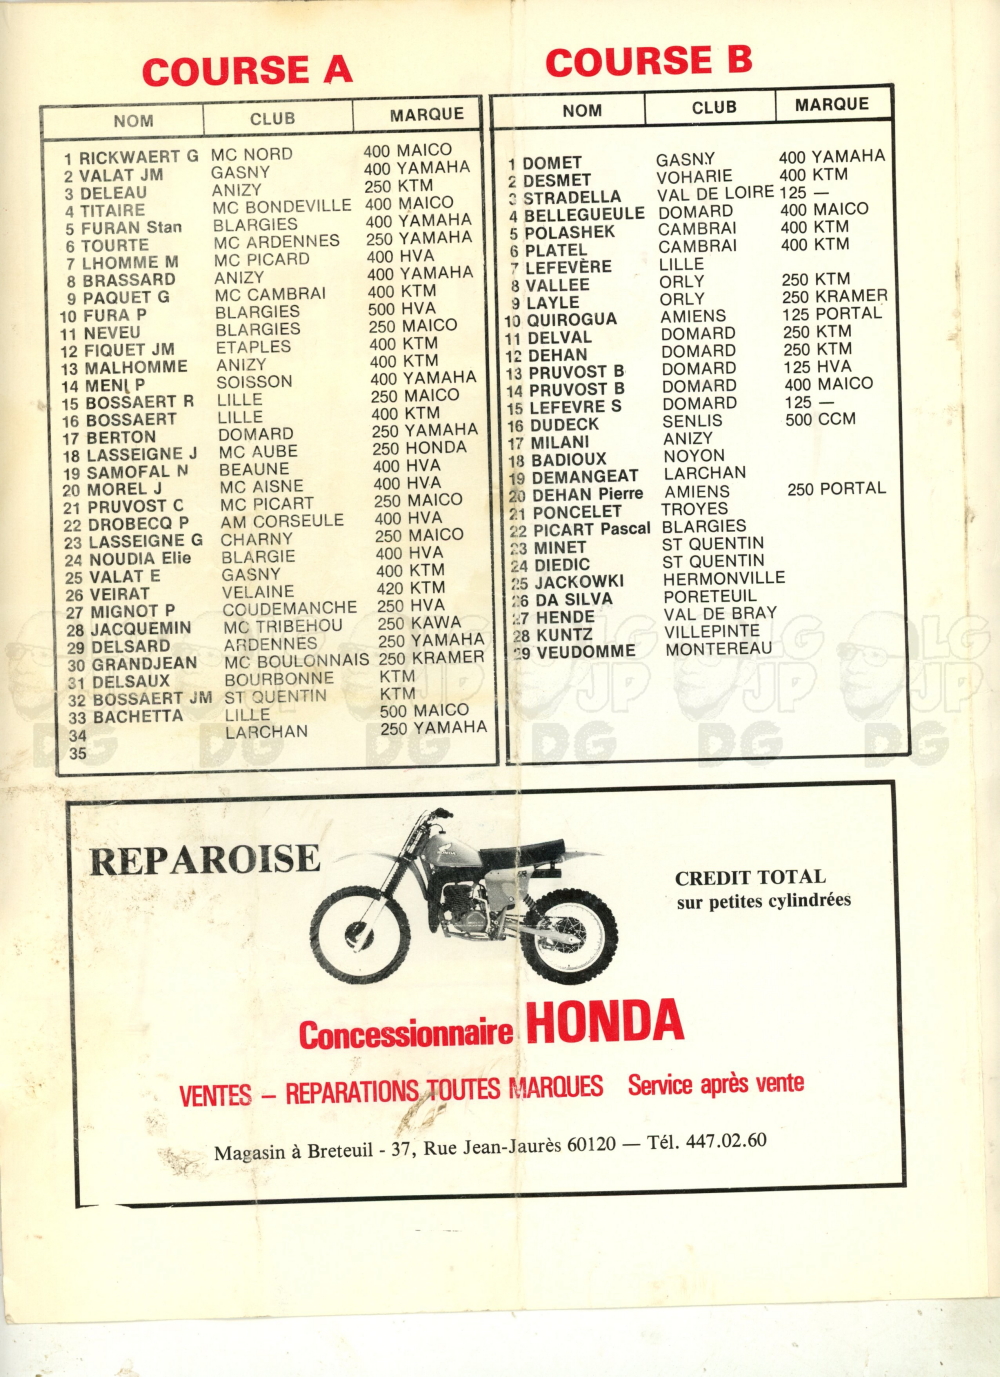 COURSE A
NOM CLUB MARQUE
1 RICKWAERT G MC NORD 400 MAICO
2 VALAT JM GASNY 400 YAMAHA
3 DELEAU ANIZY 250 KTM
4 TITAIRE MC BONDEVILLE 400 MAICO
5 FURAN Stan BLARGIES 400 YAMAHA
6 TOURTE MC ARDENNES 250 YAMAHA
7 LHOMME M MC PICARD 400 HVA
8 BRASSARD ANIZY 400 YAMAHA
9 PAQUET G MC CAMBRAI 400 KTM
10 FURA P BLARGIES 500 HVA
11 NEVEU BLARGIES 250 MAICO
12 FIQUET JM ETAPLES 400 KTM
13 MALHOMME ANIZY 400 KTM
14 MENI P SOISSON 400 YAMAHA
15 BOSSAERT R LILLE 250 MAICO
16 BOSSAERT LILLE 400 KTM
17 BERTON DOMARD 250 YAMAHA
18 LASSEIGNE J MC AUBE 250 HONDA
19 SAMOFAL N BEAUNE 400 HVA
20 MOREL J MC AISNE 400 KTM
21 PRUVOST C MC PICART 250 MAICO
22 DROBECQ P AM CORSEULE 400 HVA
23 LASSEIGNE G CHARNY 250 MAICO
24 NOUDIA Elie BLARGIE 400 HVA
25 VALAT E GASNY 400 KTM
26 VEIRAT VELAINE 420 KTM
27 MIGNOT P COUDEMANCHE 250 HVA
28 JACQUEMIN MC TRIBEHOU 250 KAWA
29 DELSARD ARDENNES 250 YAMAHA
30 GRANDJEAN MC BOULONNAIS 250 KRAMER
31 DELSAUX BOURBONNE KTM
32 BOSSAERT JM ST QUENTIN KTM
33 BACHETTA LILLE 500 MAICO
34 LARCHAN 250 YAMAHA
35
COURSE B
NOM CLUB MARQUE
1 DOMET GASNY 400 YAMAHA
2 DESMET VOHARIE 400 KTM
3 STRADELLA VAL DE LOIRE 125 —
4 BELLEGUEULE DOMARD 400 MAICO
5 POLASHEK CAMBRAI 400 KTM
6 PLATEL CAMBRAI 400 KTM
7 LEFEVÈRE LILLE
8 VALLEE ORLY 250 KTM
9 LAYLE ORLY 250 KRAMER
10 QUIROGUA AMIENS 125 PORTAL
11 DELVAL DOMARD 250 KTM
12 DEHAN DOMARD 250 KTM
13 PRUVOST B DOMARD 125 HVA
14 PRUVOST B DOMARD 400 MAICO
15 LEFEVRE S DOMARD 125 —
16 DUDECK SENLIS 500 CCM
17 MILANI ANIZY
18 BADIOUX NOYON
19 DEMANGEAT LARCHAN
20 DEHAN Pierre AMIENS 250 PORTAL
21 PONCELET TROYES
22 PICART Pascal BLARGIES
23 MINET ST QUENTIN
24 DIEDIC ST QUENTIN
25 JACKOWKI HERMONVILLE
26 DA SILVA PORETEUIL
27 HENDE VAL DE BRAY
28 KUNTZ VILLEPINTE
29 VEUDOMME MONTEREAU
REPAROISE
CREDIT TOTAL
sur petites cylindrées
HONDA
Concessionnaire HONDA
VENTES – REPARATIONS TOUTES MARQUES Service après vente
Magasin à Breteuil - 37, Rue Jean-Jaurès 60120 — Tél. 447.02.60